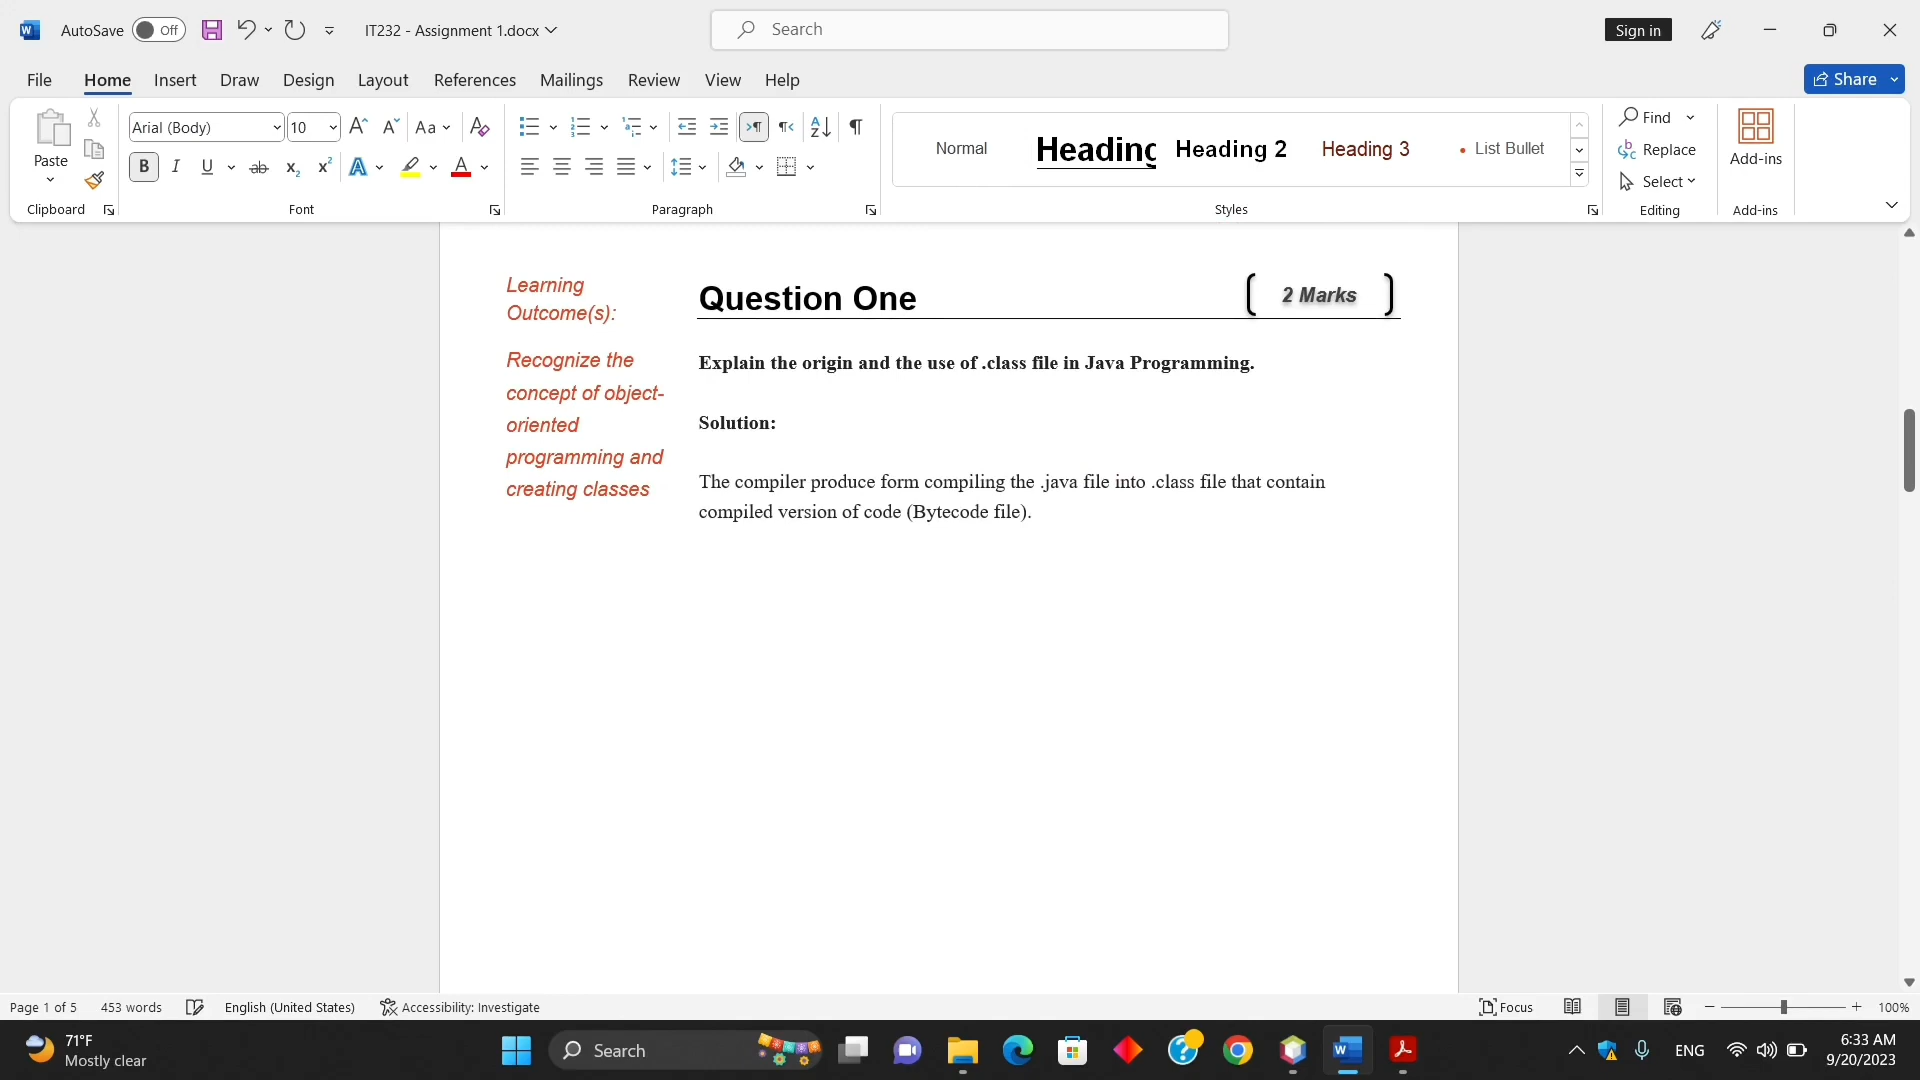 AutoSave Off IT232 - Assignment 1.docx Search Sign in
File Home Insert Draw Design Layout References Mailings Review View Help Share
Paste
Clipboard
Arial (Body) 10 Aa
B I U ab x₂ x² A A
Font
Paragraph
Normal Heading Heading 2 Heading 3 • List Bullet
Styles
Find
Replace
Select
Editing
Add-ins
Add-ins
Learning
Outcome(s):
Recognize the
concept of object-
oriented
programming and
creating classes
Question One
2 Marks
Explain the origin and the use of .class file in Java Programming.
Solution:
The compiler produce form compiling the .java file into .class file that contain
compiled version of code (Bytecode file).
Page 1 of 5 453 words English (United States) Accessibility: Investigate Focus 100%
71°F
Mostly clear
Search
ENG
6:33 AM
9/20/2023